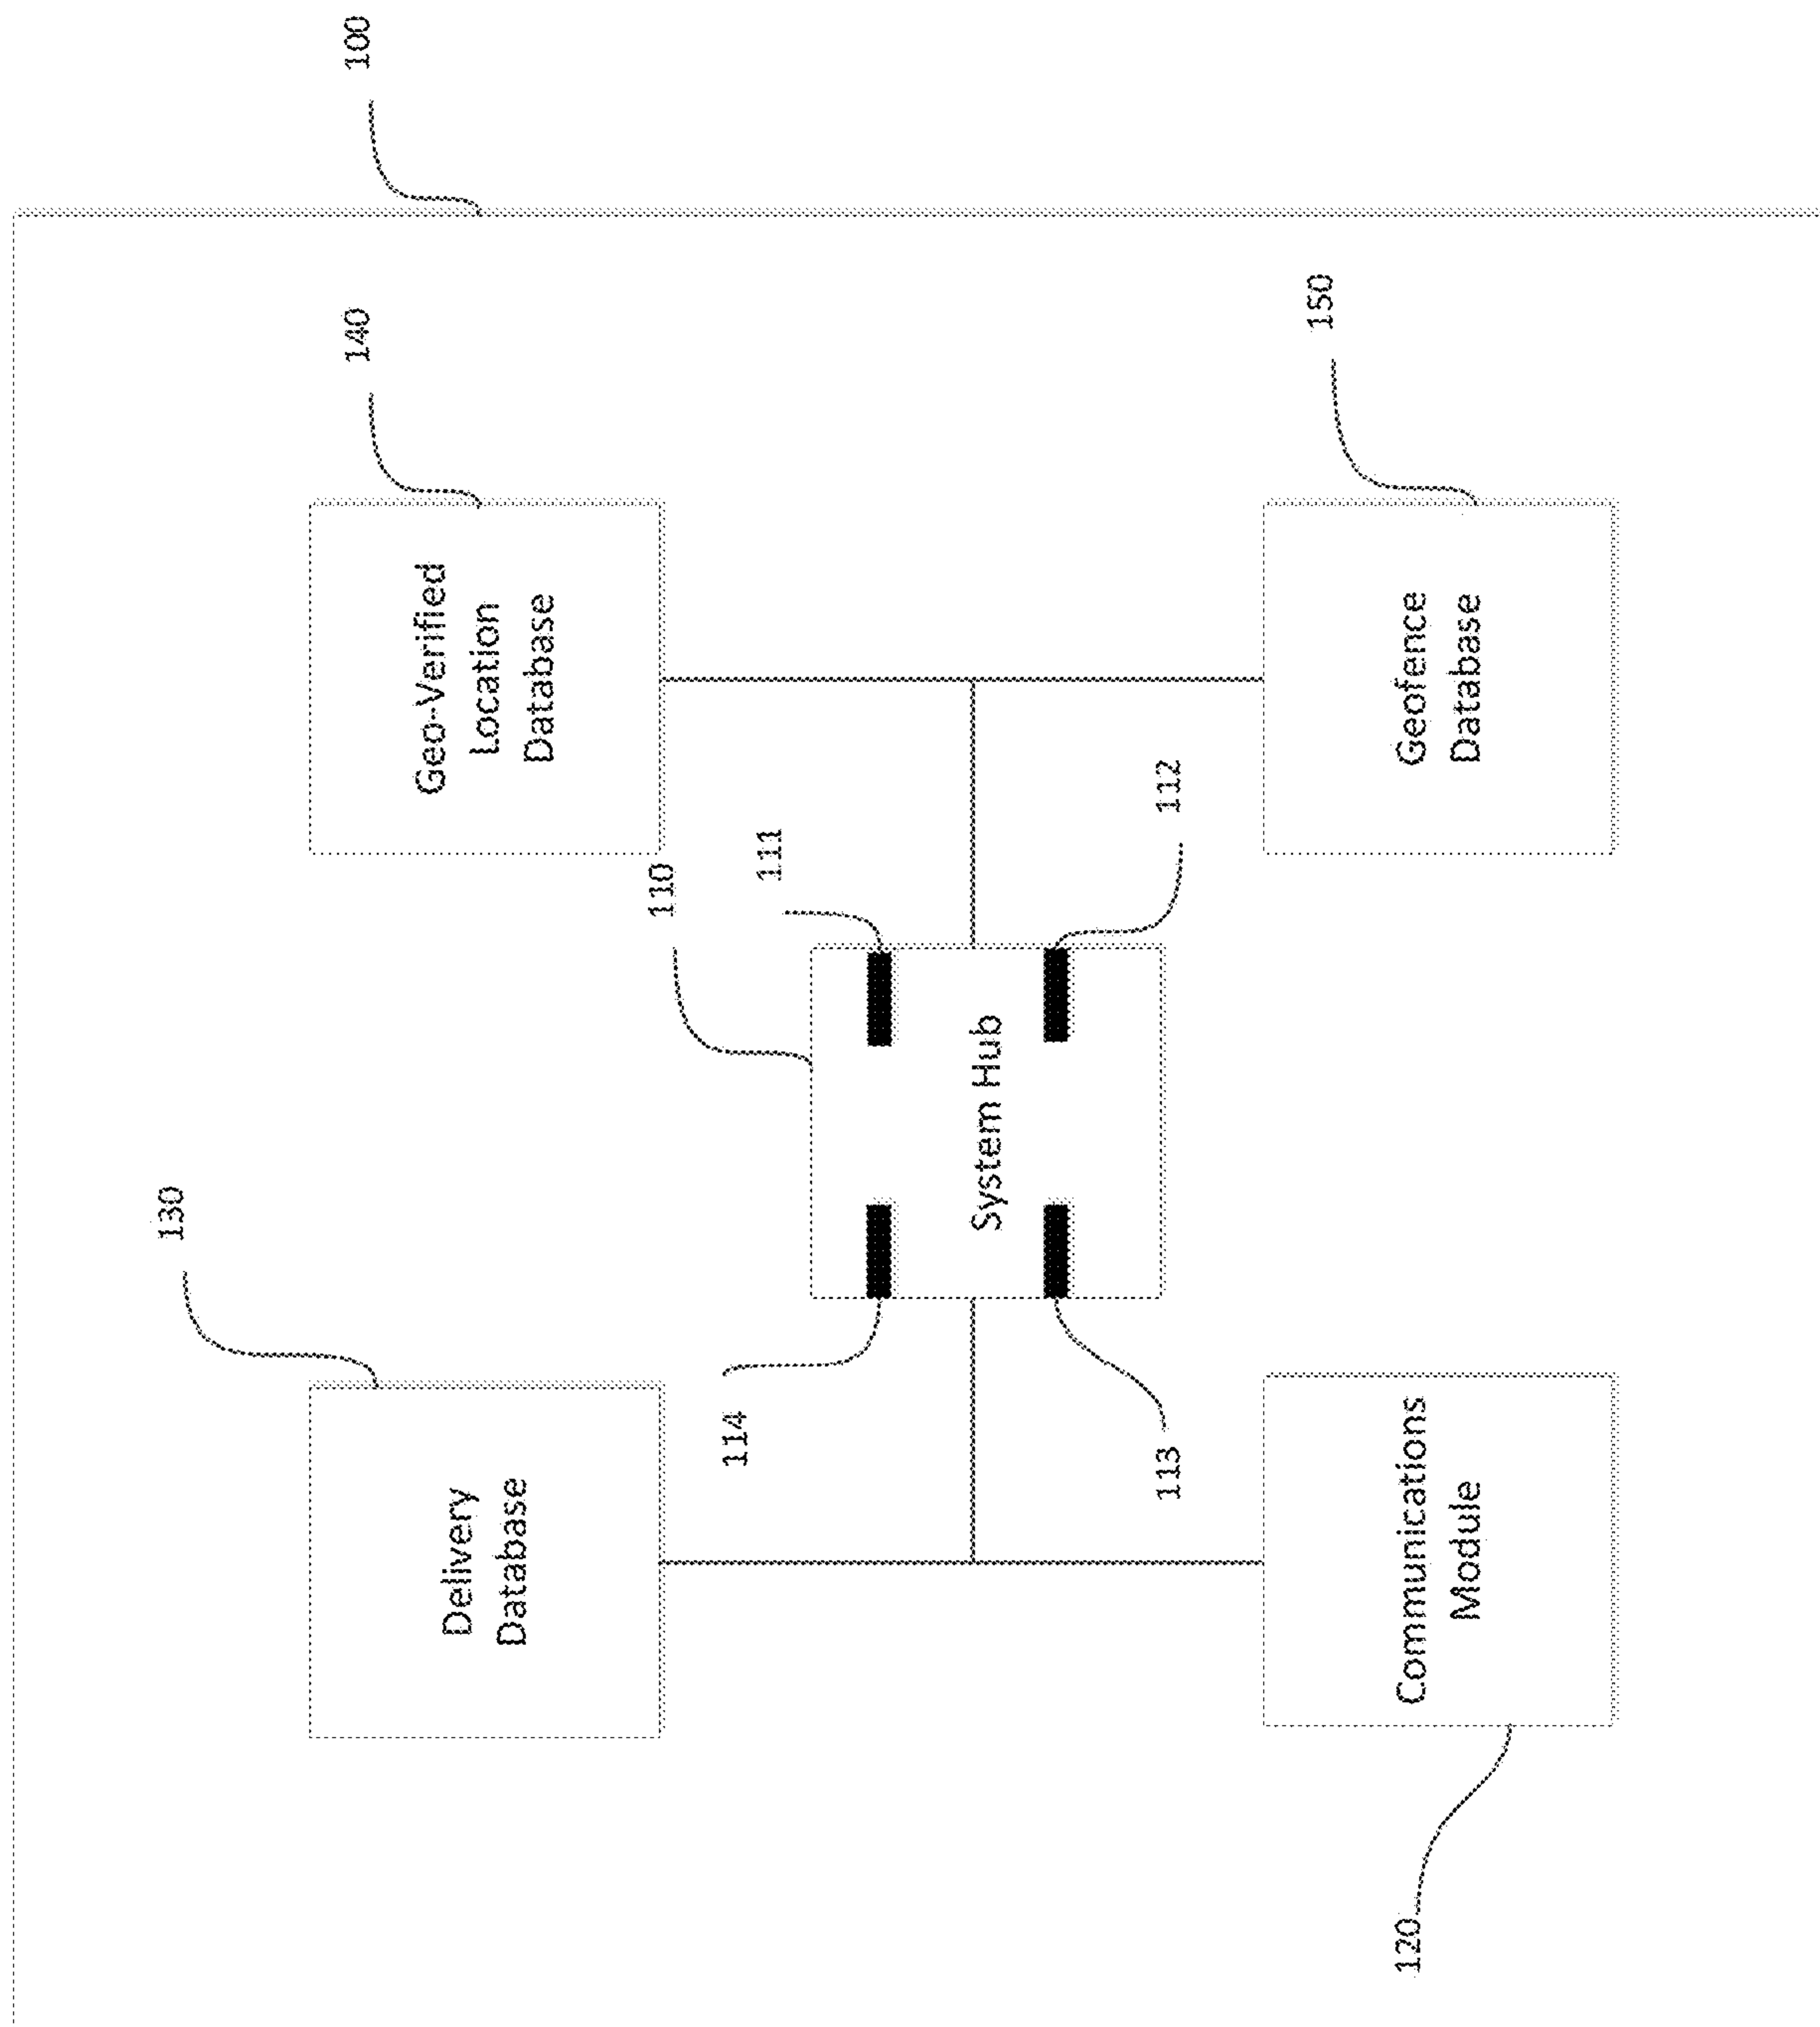 130
140
100
Delivery
Database
Geo-Verified
Location
Database
110
114
111
System Hub
113
112
150
120
Communications
Module
Geofence
Database